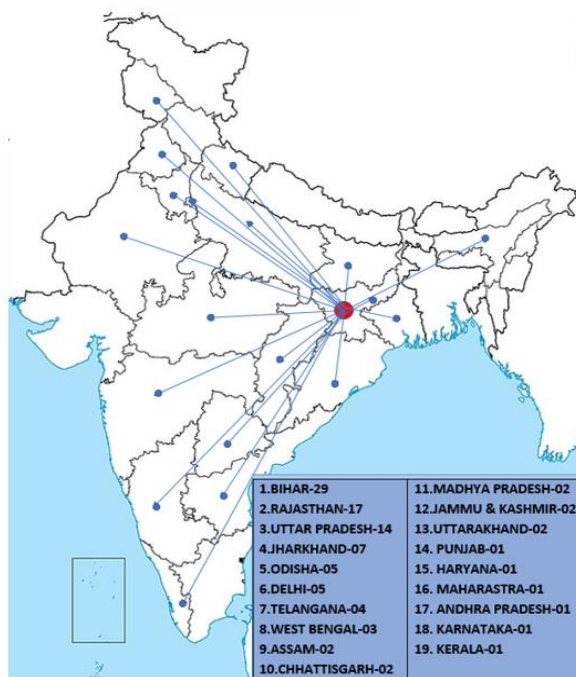 1.BIHAR-29
2.RAJASTHAN-17
3.UTTAR PRADESH-14
4.JHARKHAND-07
5.ODISHA-05
6.DELHI-05
7.TELANGANA-04
8.WEST BENGAL-03
9.ASSAM-02
10.CHHATTISGARH-02
11.MADHYA PRADESH-02
12.JAMMU & KASHMIR-02
13.UTTARAKHAND-02
14. PUNJAB-01
15. HARYANA-01
16. MAHARASTRA-01
17. ANDHRA PRADESH-01
18. KARNATAKA-01
19. KERALA-01